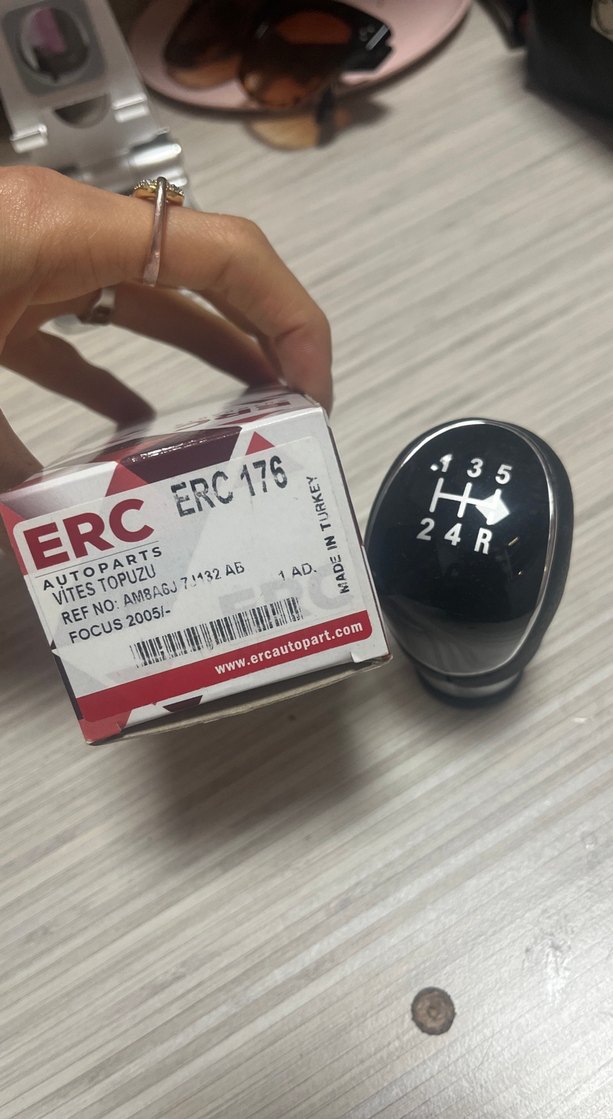 ERC 176
ERC
AUTOPARTS
VİTES TOPUZU
REF NO: AM8A6J 7J132 AB
1 AD.
FOCUS 2005/-
MADE IN TURKEY
www.ercautopart.com
1 3 5
2 4 R